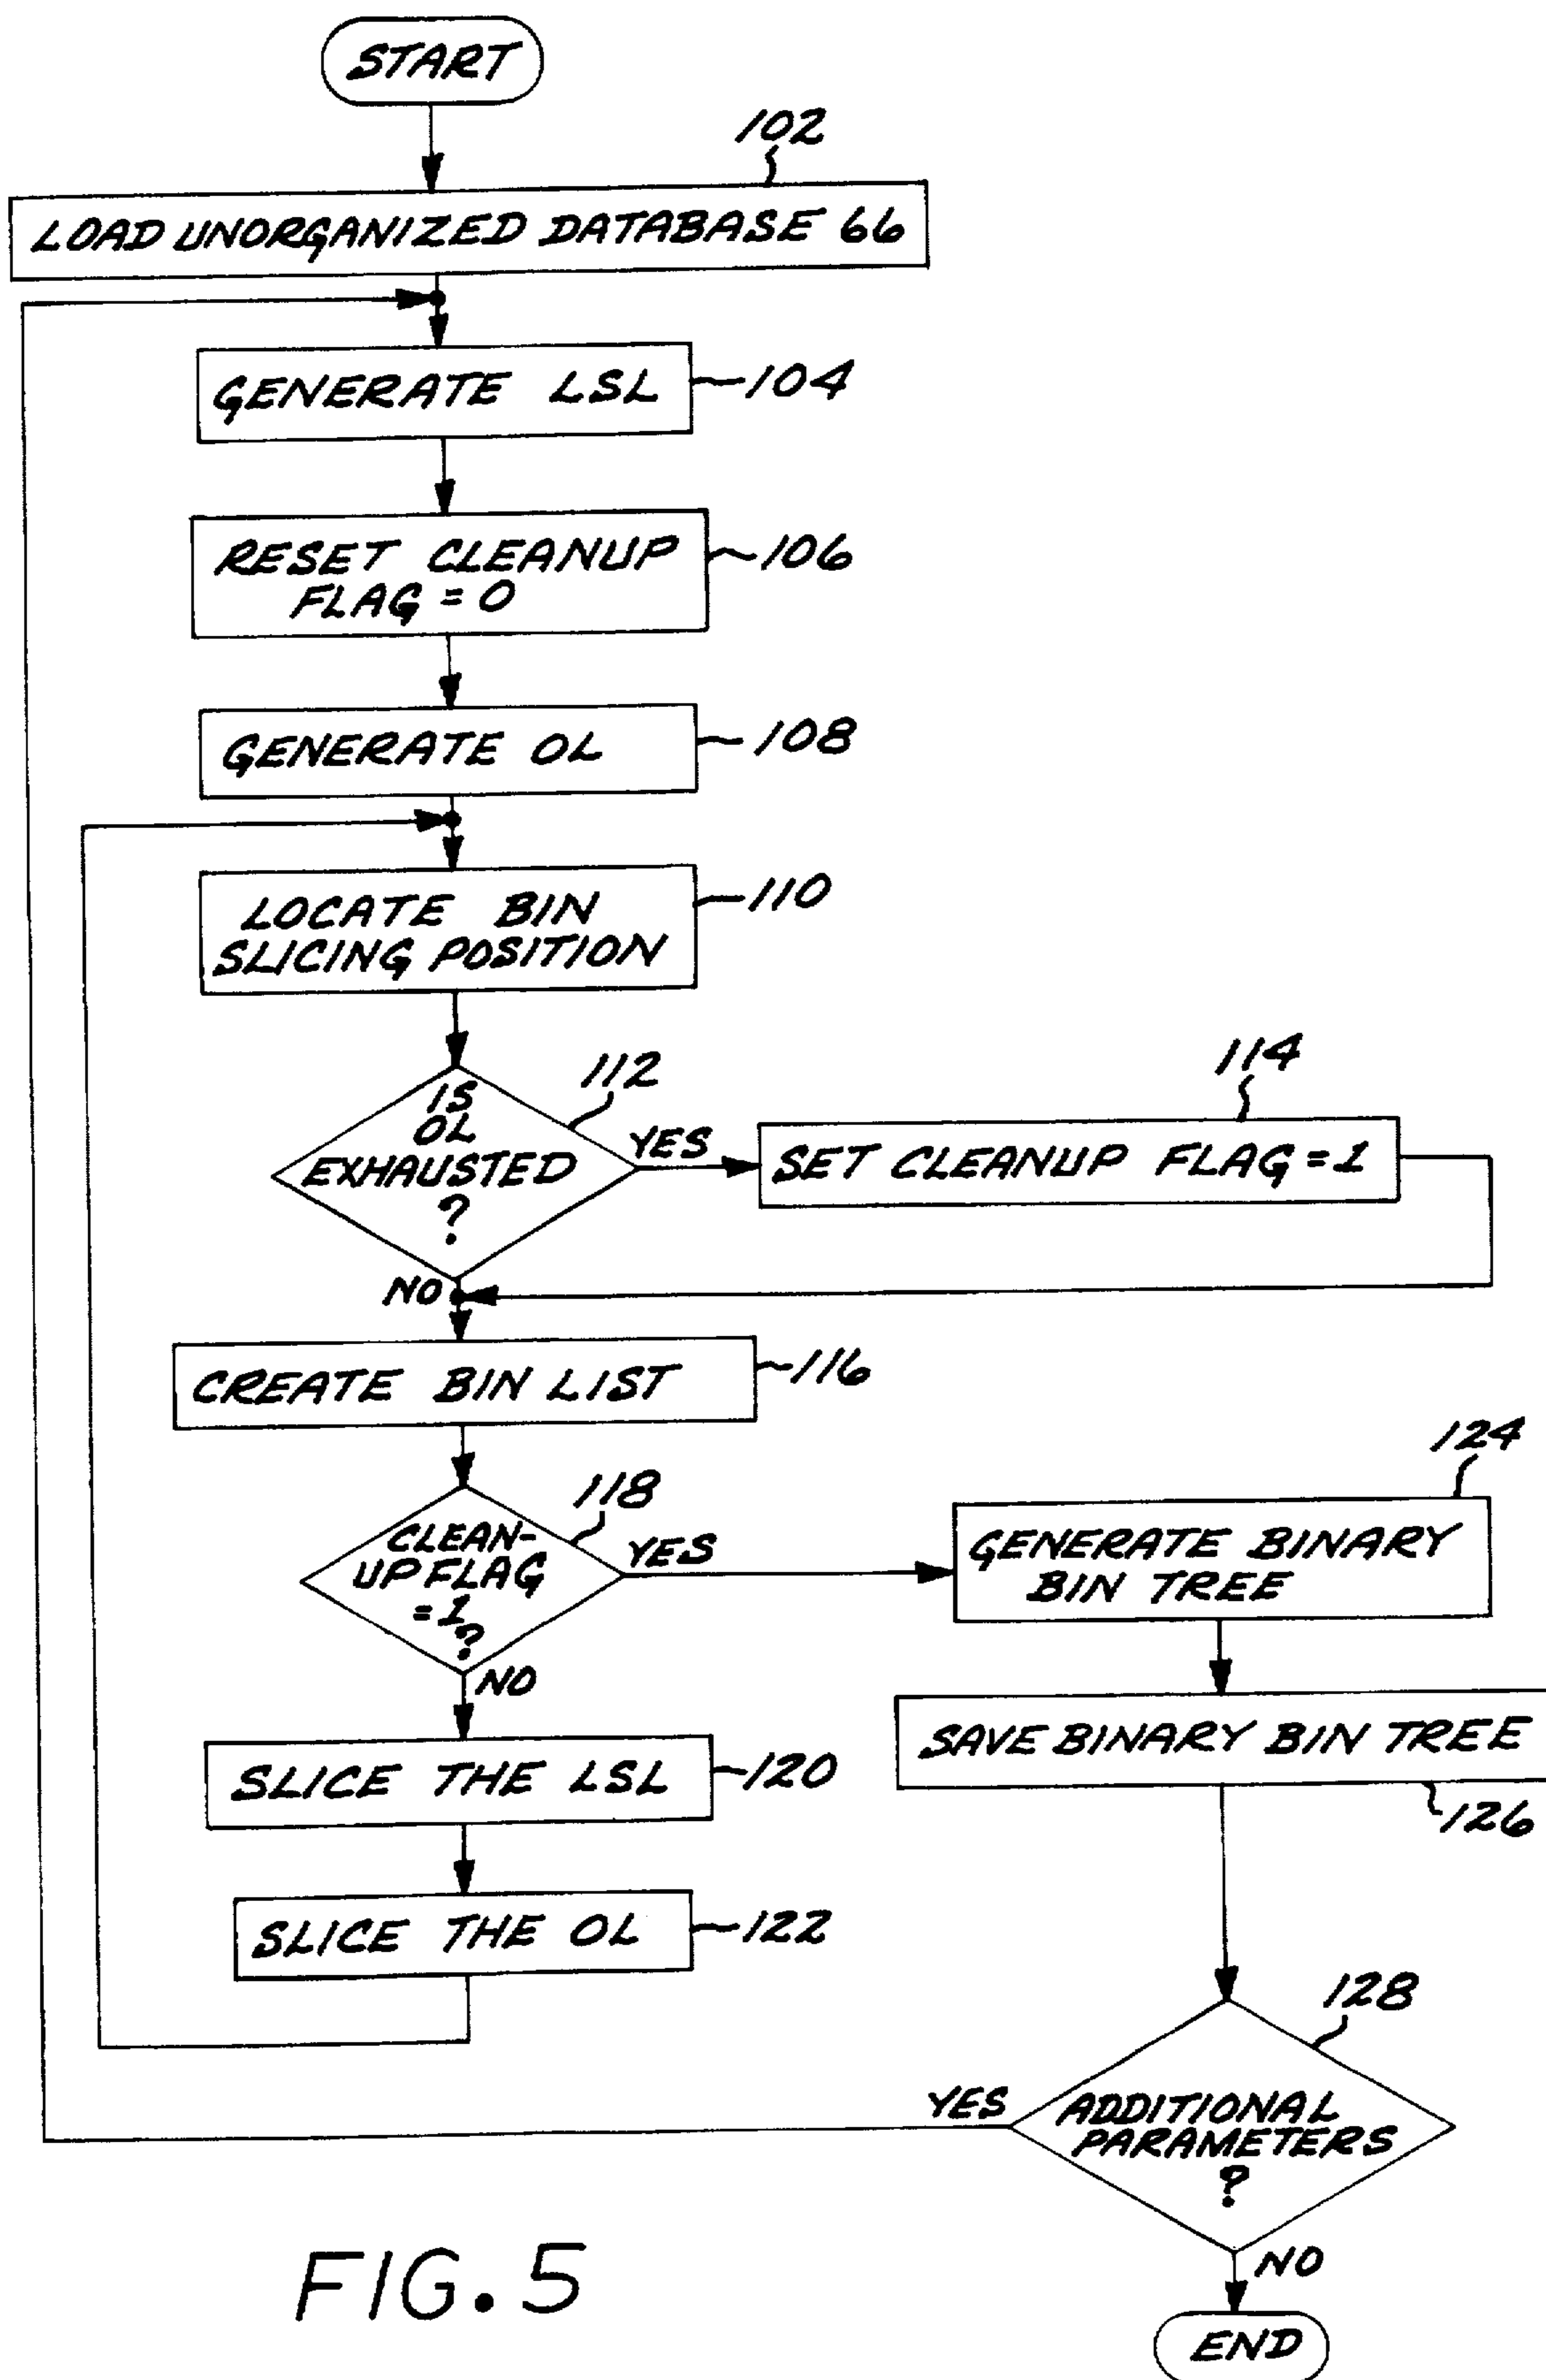 START
102
LOAD UNORGANIZED DATABASE 66
GENERATE LSL
104
RESET CLEANUP
FLAG = 0
106
GENERATE OL
108
LOCATE BIN
SLICING POSITION
110
IS
OL
EXHAUSTED
?
112
YES
114
SET CLEANUP FLAG = 1
NO
CREATE BIN LIST
116
CLEAN-
UP FLAG
= 1
?
118
YES
124
GENERATE BINARY
BIN TREE
NO
SAVE BINARY BIN TREE
126
SLICE THE LSL
120
SLICE THE OL
122
128
YES
ADDITIONAL
PARAMETERS
?
NO
END
FIG. 5